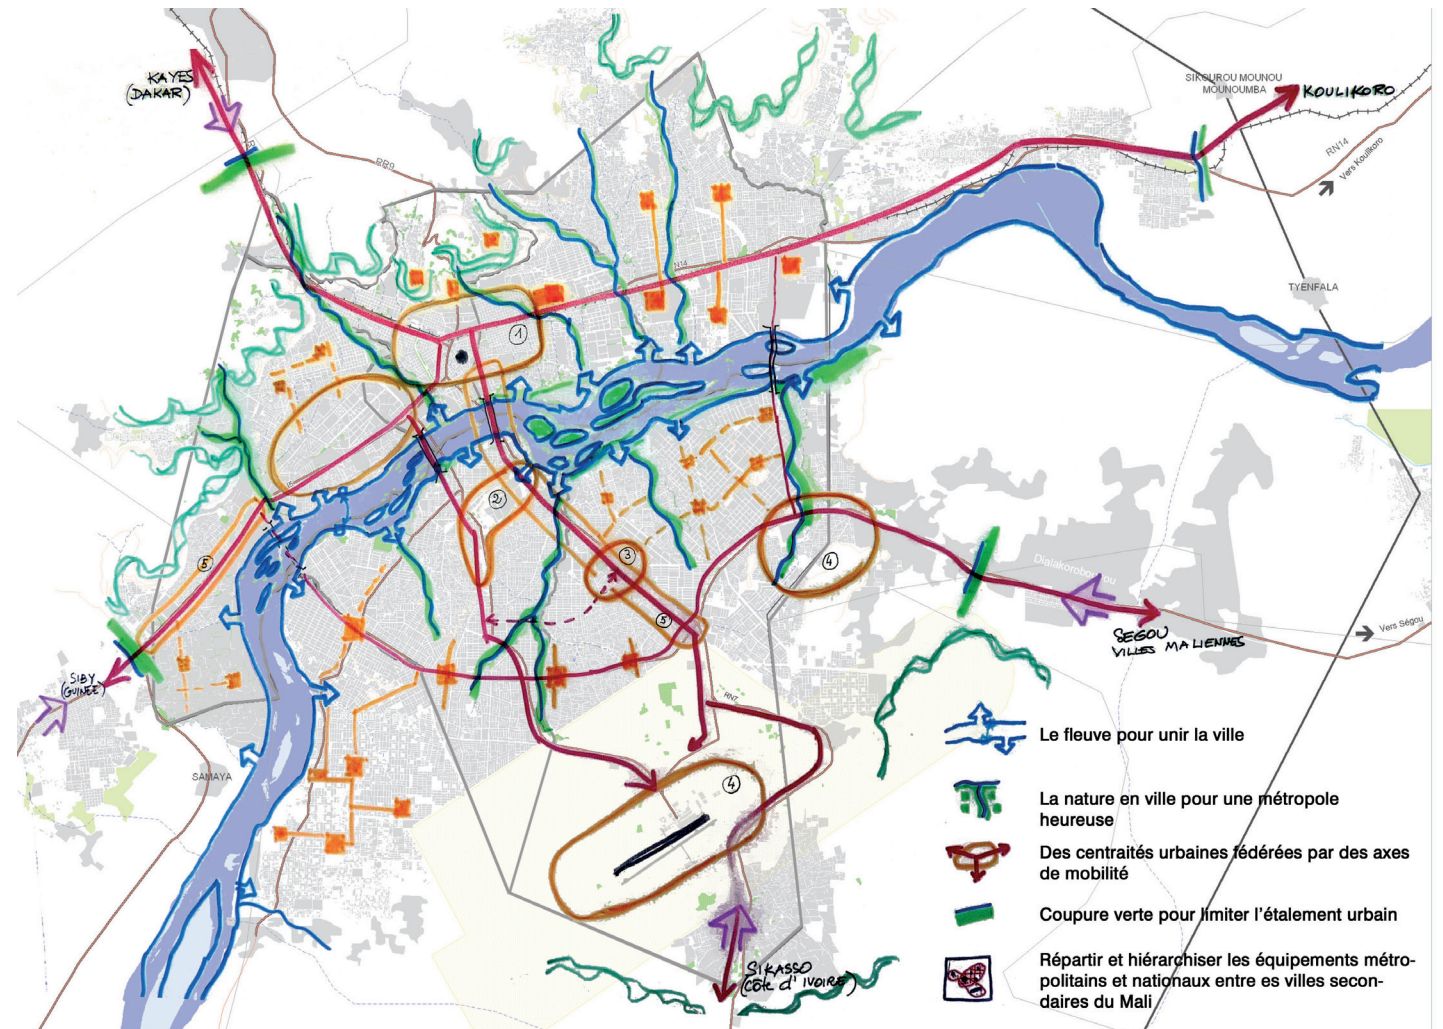 KAYES
(DAKAR)
RR9
SIKOUROU MOUNOU
MOUNOUMBA
KOULIKORO
RN14
Vers Koulikoro
N14
TYENFALA
1
2
3
4
5
5
4
Diatakorobougou
SEGOU
VILLES MALIENNES
Vers Ségou
SIBY
(GUINÉE)
SAMAYA
RN7
SIKASSO
(CÔTE d'IVOIRE)
Le fleuve pour unir la ville
La nature en ville pour une métropole
heureuse
Des centraités urbaines fédérées par des axes
de mobilité
Coupure verte pour limiter l'étalement urbain
Répartir et hiérarchiser les équipements métro-
politains et nationaux entre es villes secon-
daires du Mali